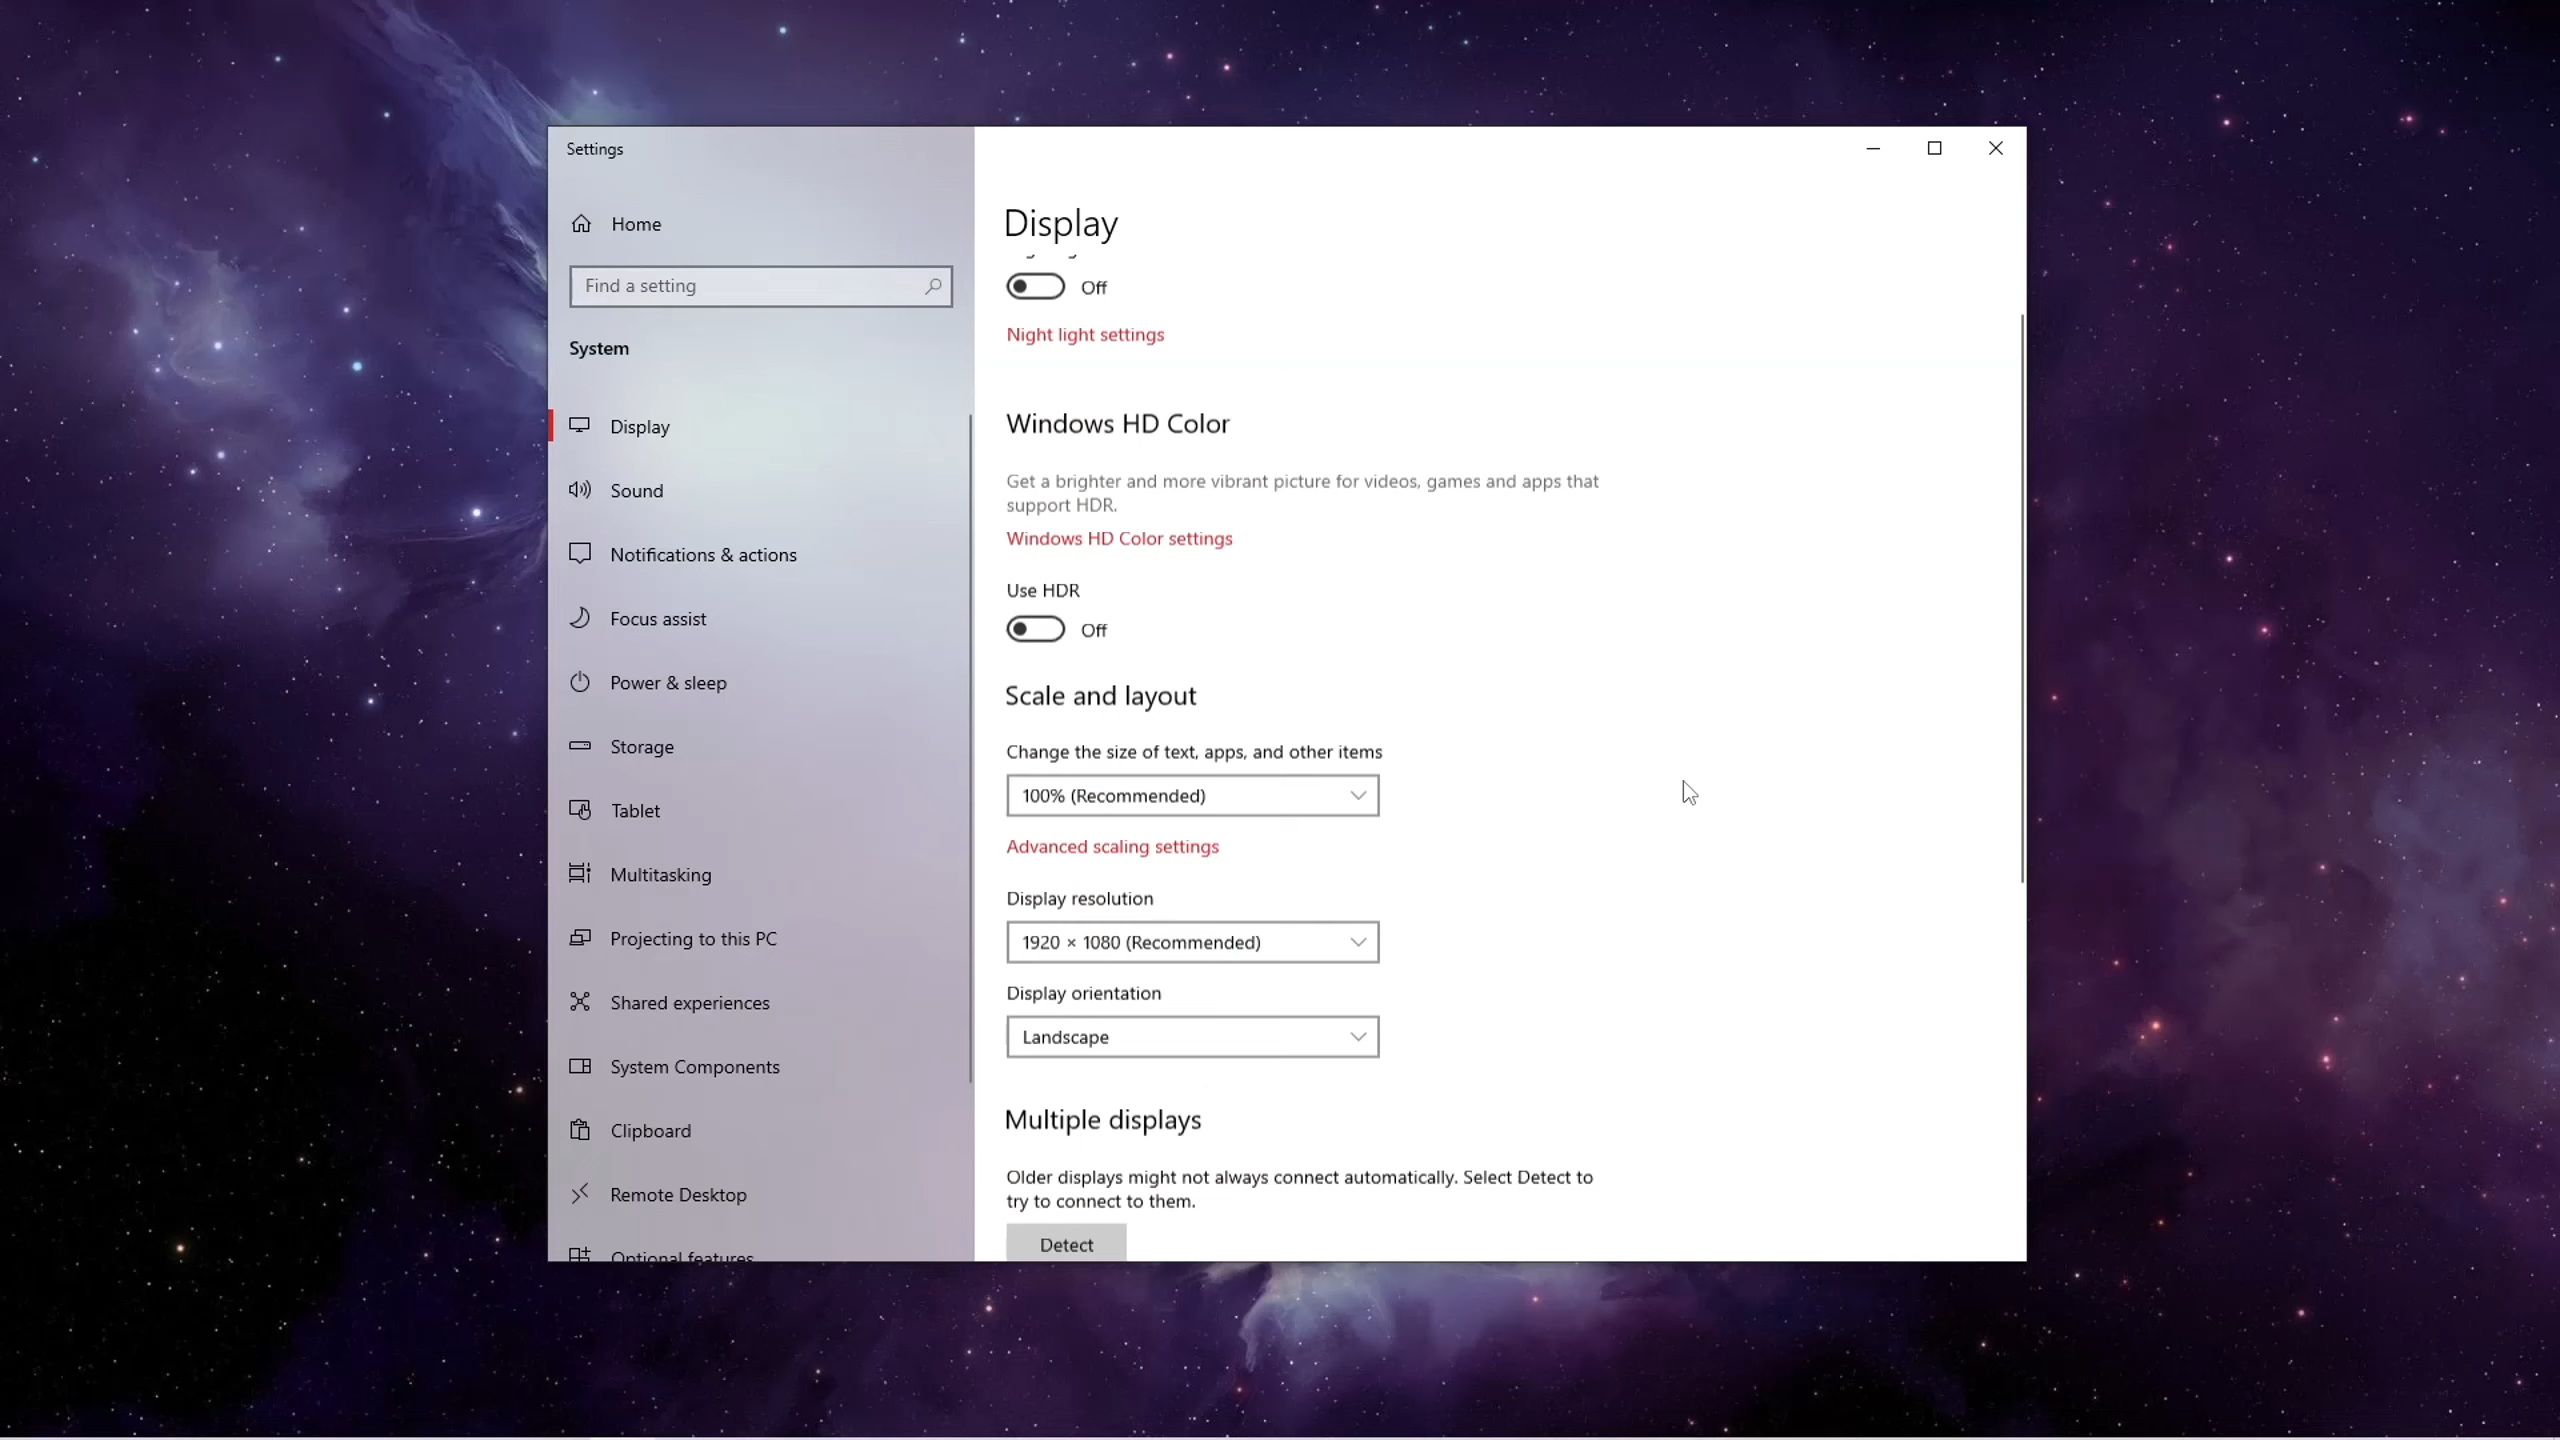 Settings
Home
Find a setting
System
Display
Sound
Notifications & actions
Focus assist
Power & sleep
Storage
Tablet
Multitasking
Projecting to this PC
Shared experiences
System Components
Clipboard
Remote Desktop
Optional features
Display
Off
Night light settings
Windows HD Color
Get a brighter and more vibrant picture for videos, games and apps that
support HDR.
Windows HD Color settings
Use HDR
Off
Scale and layout
Change the size of text, apps, and other items
100% (Recommended)
Advanced scaling settings
Display resolution
1920 × 1080 (Recommended)
Display orientation
Landscape
Multiple displays
Older displays might not always connect automatically. Select Detect to
try to connect to them.
Detect